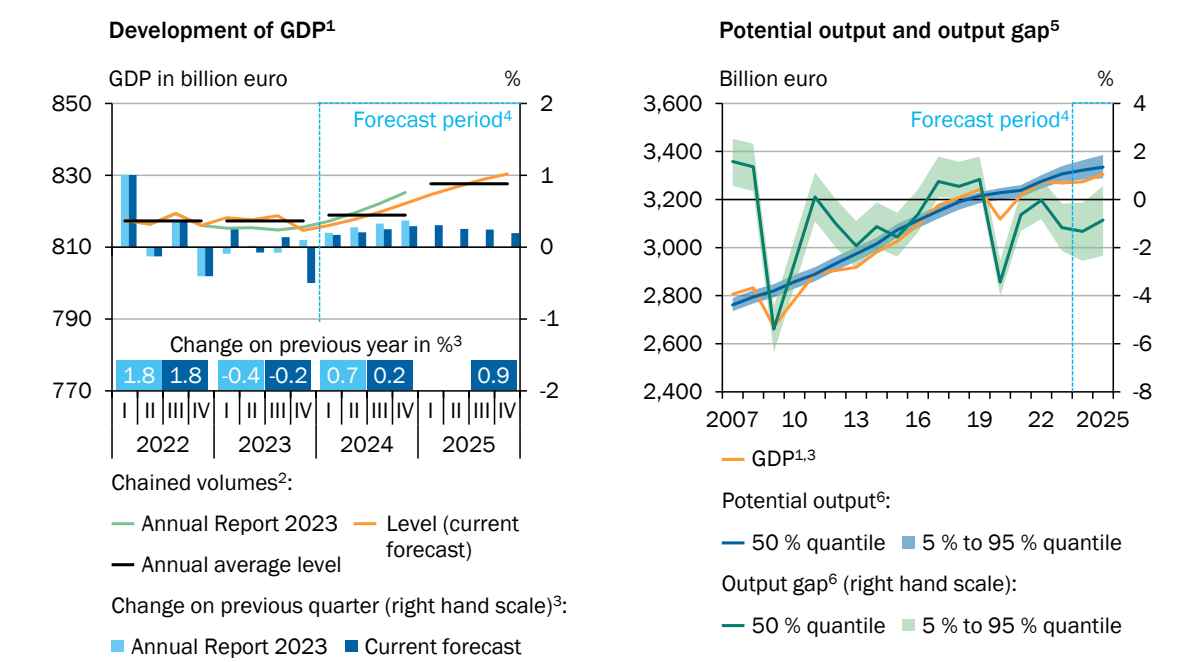 Development of GDP¹
GDP in billion euro %
850 2
Forecast period⁴
830 1
810 0
790 -1
Change on previous year in %³
1.8 1.8 -0.4 -0.2 0.7 0.2 0.9
770 -2
I II III IV I II III IV I II III IV I II III IV
2022 2023 2024 2025
Chained volumes²:
Annual Report 2023 Level (current
forecast)
Annual average level
Change on previous quarter (right hand scale)³:
Annual Report 2023 Current forecast
Potential output and output gap⁵
Billion euro %
3,600 4
Forecast period⁴
3,400 2
3,200 0
3,000 -2
2,800 -4
2,600 -6
2,400 -8
2007 10 13 16 19 22 2025
GDP¹,³
Potential output⁶:
50 % quantile 5 % to 95 % quantile
Output gap⁶ (right hand scale):
50 % quantile 5 % to 95 % quantile